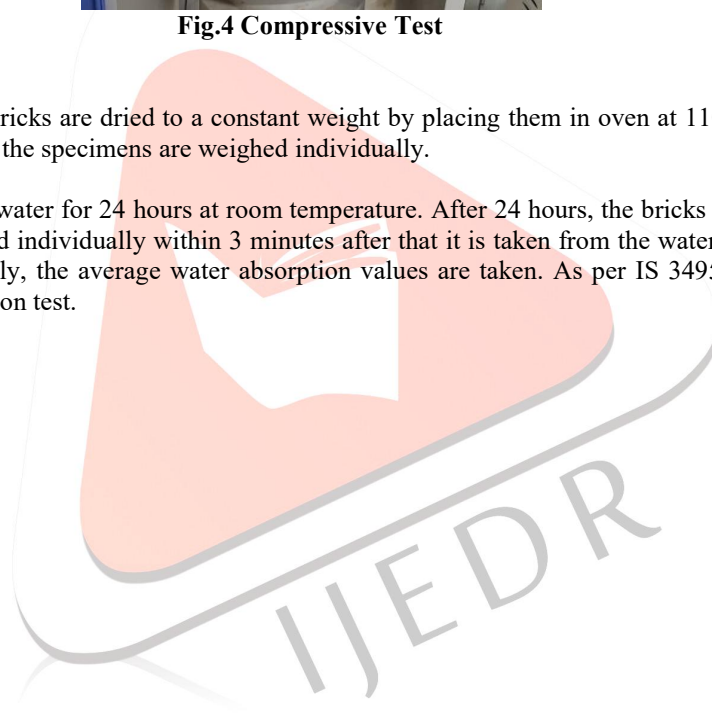 Fig.4 Compressive Test
ricks are dried to a constant weight by placing them in oven at 11
the specimens are weighed individually.
water for 24 hours at room temperature. After 24 hours, the bricks
d individually within 3 minutes after that it is taken from the water
ly, the average water absorption values are taken. As per IS 349
on test.
IJEDR